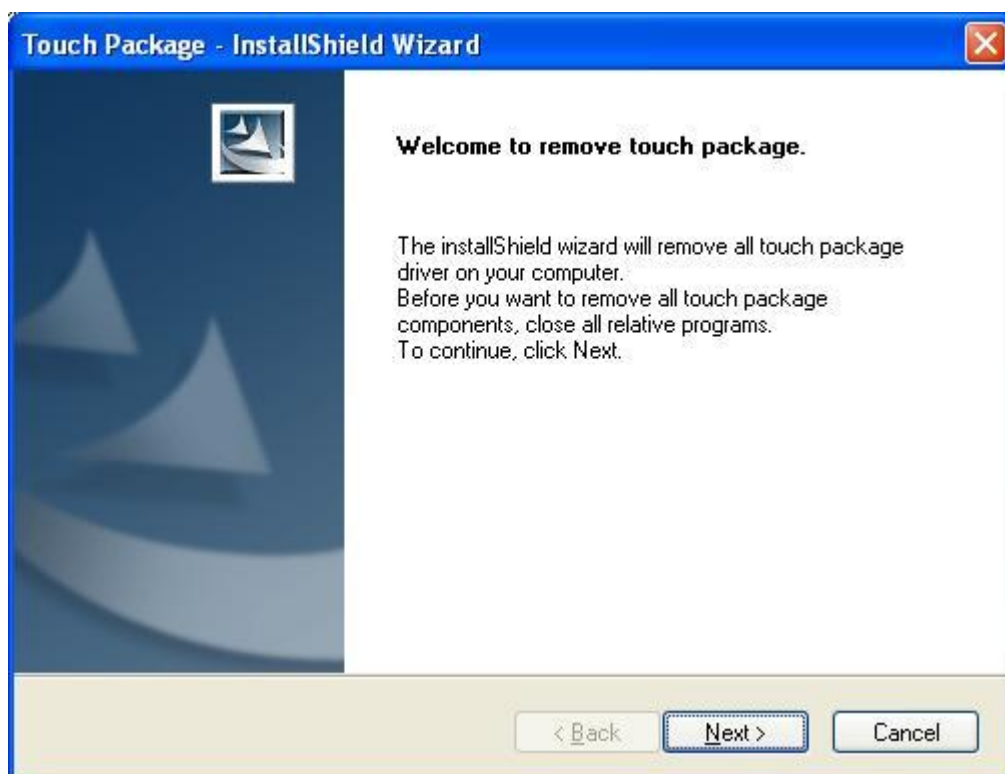 Touch Package - InstallShield Wizard
Welcome to remove touch package.
The installShield wizard will remove all touch package
driver on your computer.
Before you want to remove all touch package
components, close all relative programs.
To continue, click Next.
< Back
Next >
Cancel